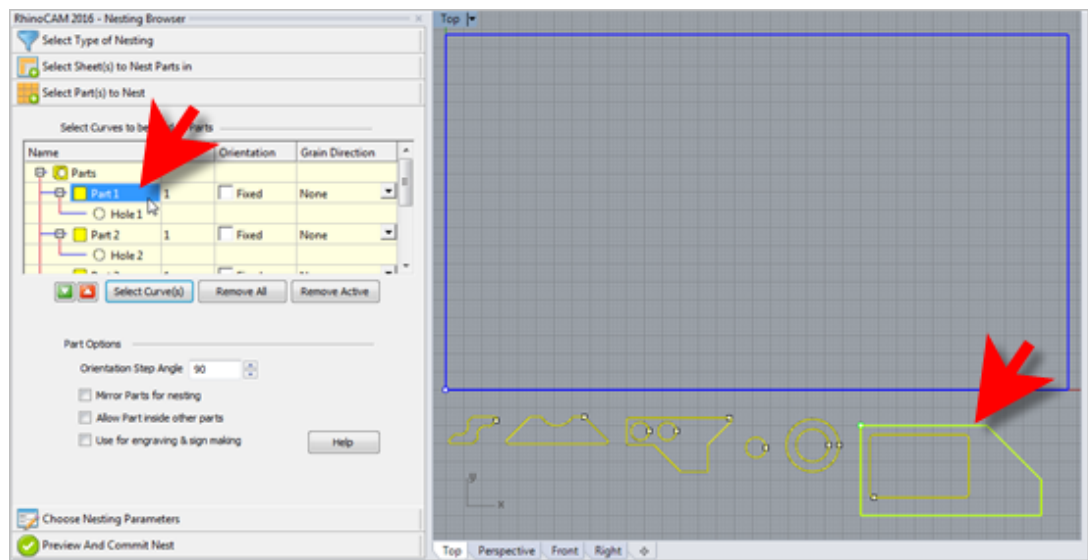 RhinoCAM 2016 - Nesting Browser
Top
Select Type of Nesting
Select Sheet(s) to Nest Parts in
Select Part(s) to Nest
Select Curves to be Parts
Name Orientation Grain Direction
Parts
Part 1 1 Fixed None
Hole 1
Part 2 1 Fixed None
Hole 2
Select Curve(s) Remove All Remove Active
Part Options
Orientation Step Angle 90
Mirror Parts for nesting
Allow Part inside other parts
Use for engraving & sign making Help
y
x
Choose Nesting Parameters
Preview And Commit Nest
Top Perspective Front Right